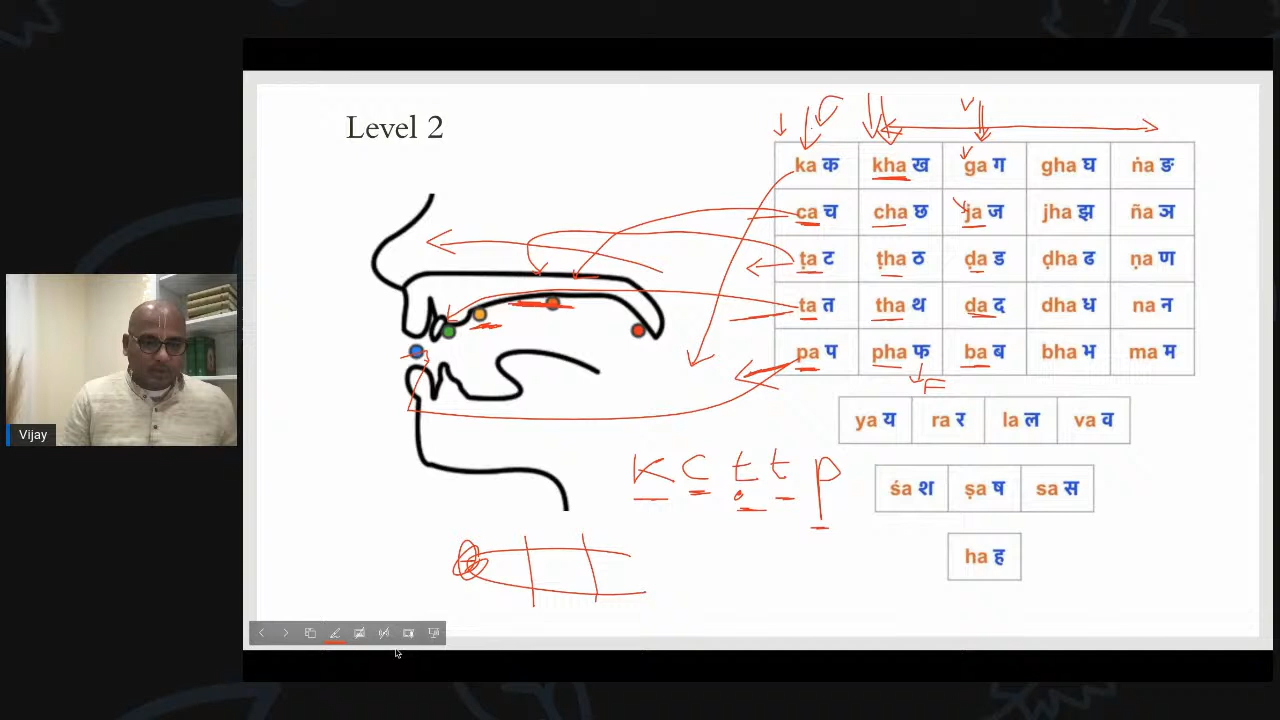 Level 2
ka क kha ख ga ग gha घ ṅa ङ
ca च cha छ ja ज jha झ ña ञ
ṭa ट ṭha ठ ḍa ड ḍha ढ ṇa ण
ta त tha थ da द dha ध na न
pa प pha फ ba ब bha भ ma म
F
ya य ra र la ल va व
K c ṭ t p
śa श ṣa ष sa स
ha ह
Vijay